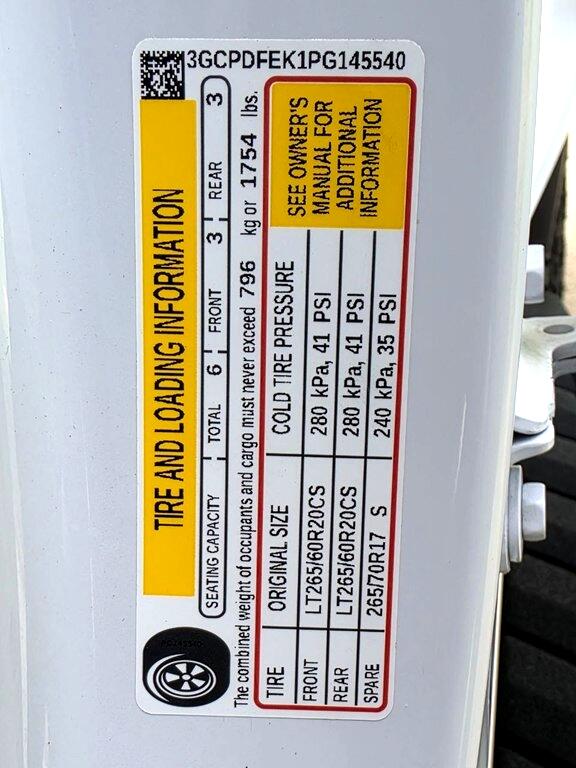 3GCPDFEK1PG145540
TIRE AND LOADING INFORMATION
SEATING CAPACITY TOTAL 6 FRONT 3 REAR 3
The combined weight of occupants and cargo must never exceed 796 kg or 1754 lbs.
TIRE ORIGINAL SIZE COLD TIRE PRESSURE
FRONT LT265/60R20CS 280 kPa, 41 PSI
REAR LT265/60R20CS 280 kPa, 41 PSI
SPARE 265/70R17 S 240 kPa, 35 PSI
SEE OWNER'S
MANUAL FOR
ADDITIONAL
INFORMATION